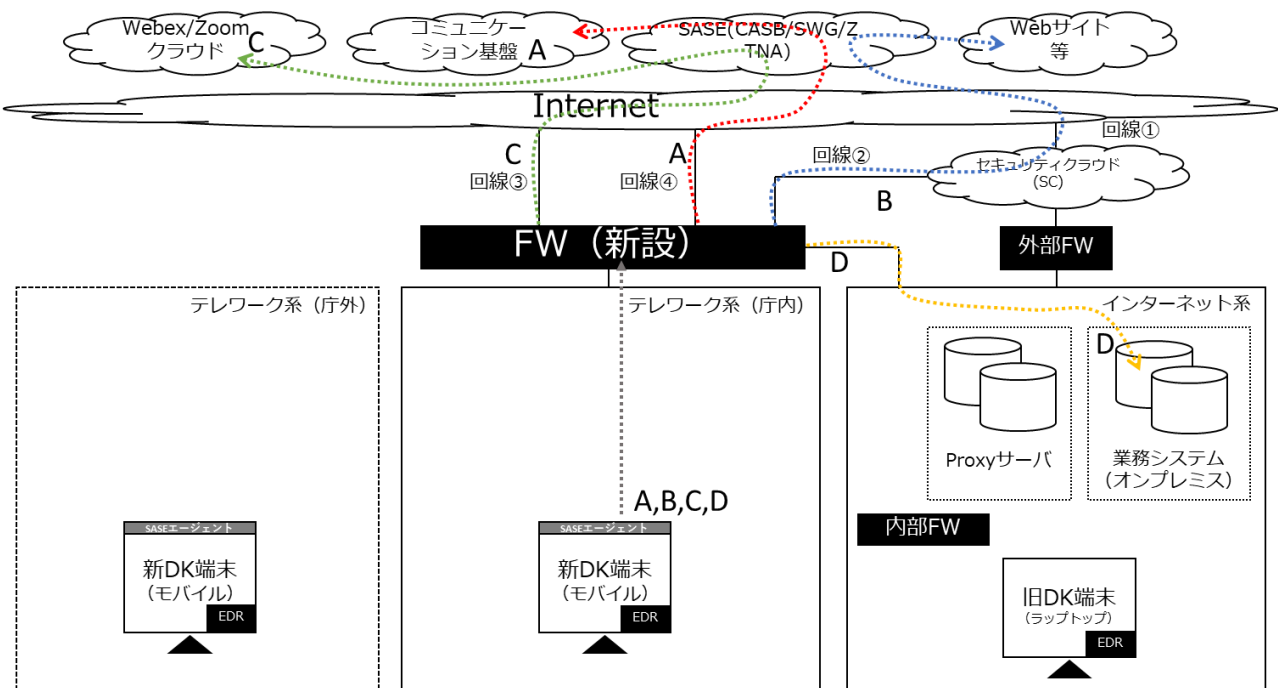 Webex/Zoom
クラウド
C
コミュニケー
ション基盤
A
SASE(CASB/SWG/Z
TNA)
Webサイト
等
Internet
回線①
C
回線③
A
回線④
回線②
B
セキュリティクラウド
(SC)
FW（新設）
D
外部FW
テレワーク系（庁外）
テレワーク系（庁内）
インターネット系
D
Proxyサーバ
業務システム
（オンプレミス）
A,B,C,D
内部FW
SASEエージェント
新DK端末
（モバイル）
EDR
SASEエージェント
新DK端末
（モバイル）
EDR
旧DK端末
（ラップトップ）
EDR